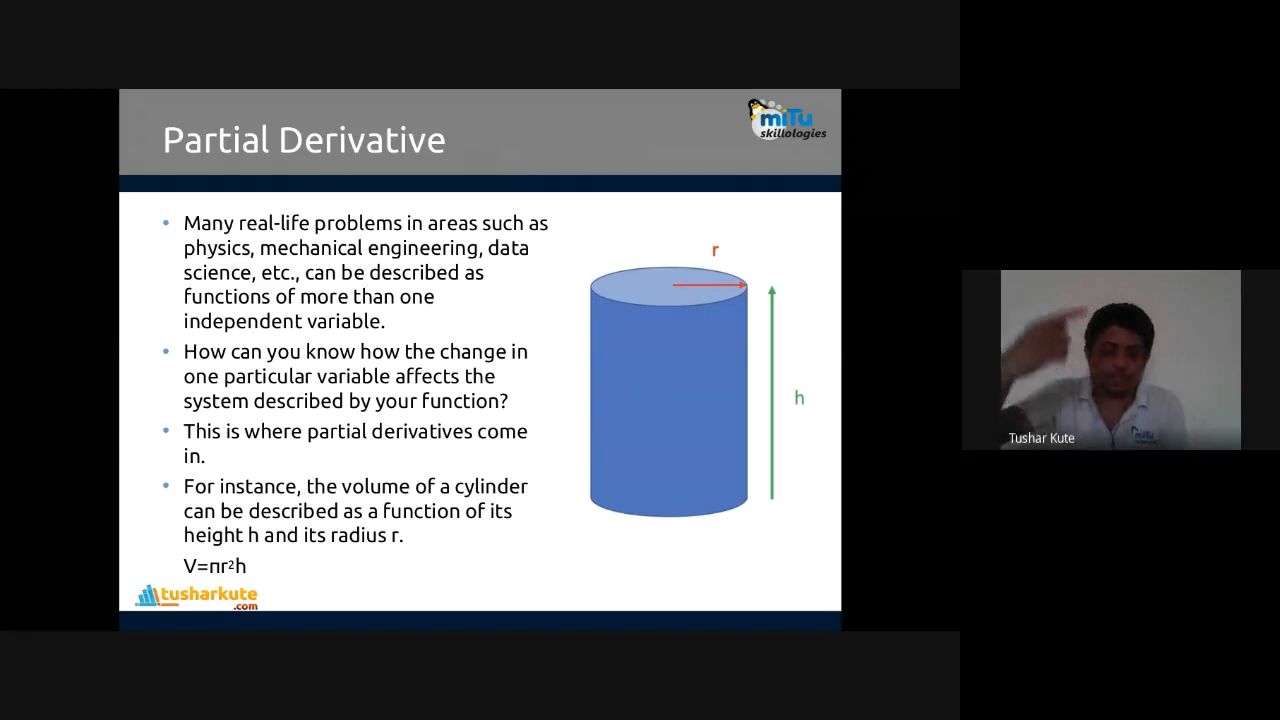 Partial Derivative
miTu
skillologies
• Many real-life problems in areas such as
physics, mechanical engineering, data
science, etc., can be described as
functions of more than one
independent variable.
• How can you know how the change in
one particular variable affects the
system described by your function?
• This is where partial derivatives come
in.
• For instance, the volume of a cylinder
can be described as a function of its
height h and its radius r.
V=πr²h
r
h
tusharkute
.com
miTu
Tushar Kute